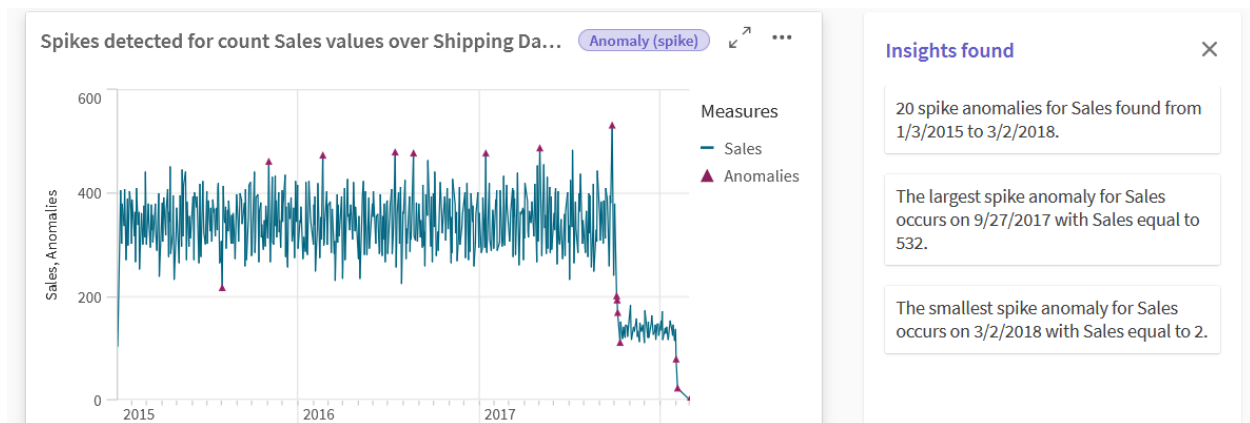 Spikes detected for count Sales values over Shipping Da...
Anomaly (spike)
600
400
200
0
Sales, Anomalies
2015
2016
2017
Measures
Sales
Anomalies
Insights found
20 spike anomalies for Sales found from
1/3/2015 to 3/2/2018.
The largest spike anomaly for Sales
occurs on 9/27/2017 with Sales equal to
532.
The smallest spike anomaly for Sales
occurs on 3/2/2018 with Sales equal to 2.